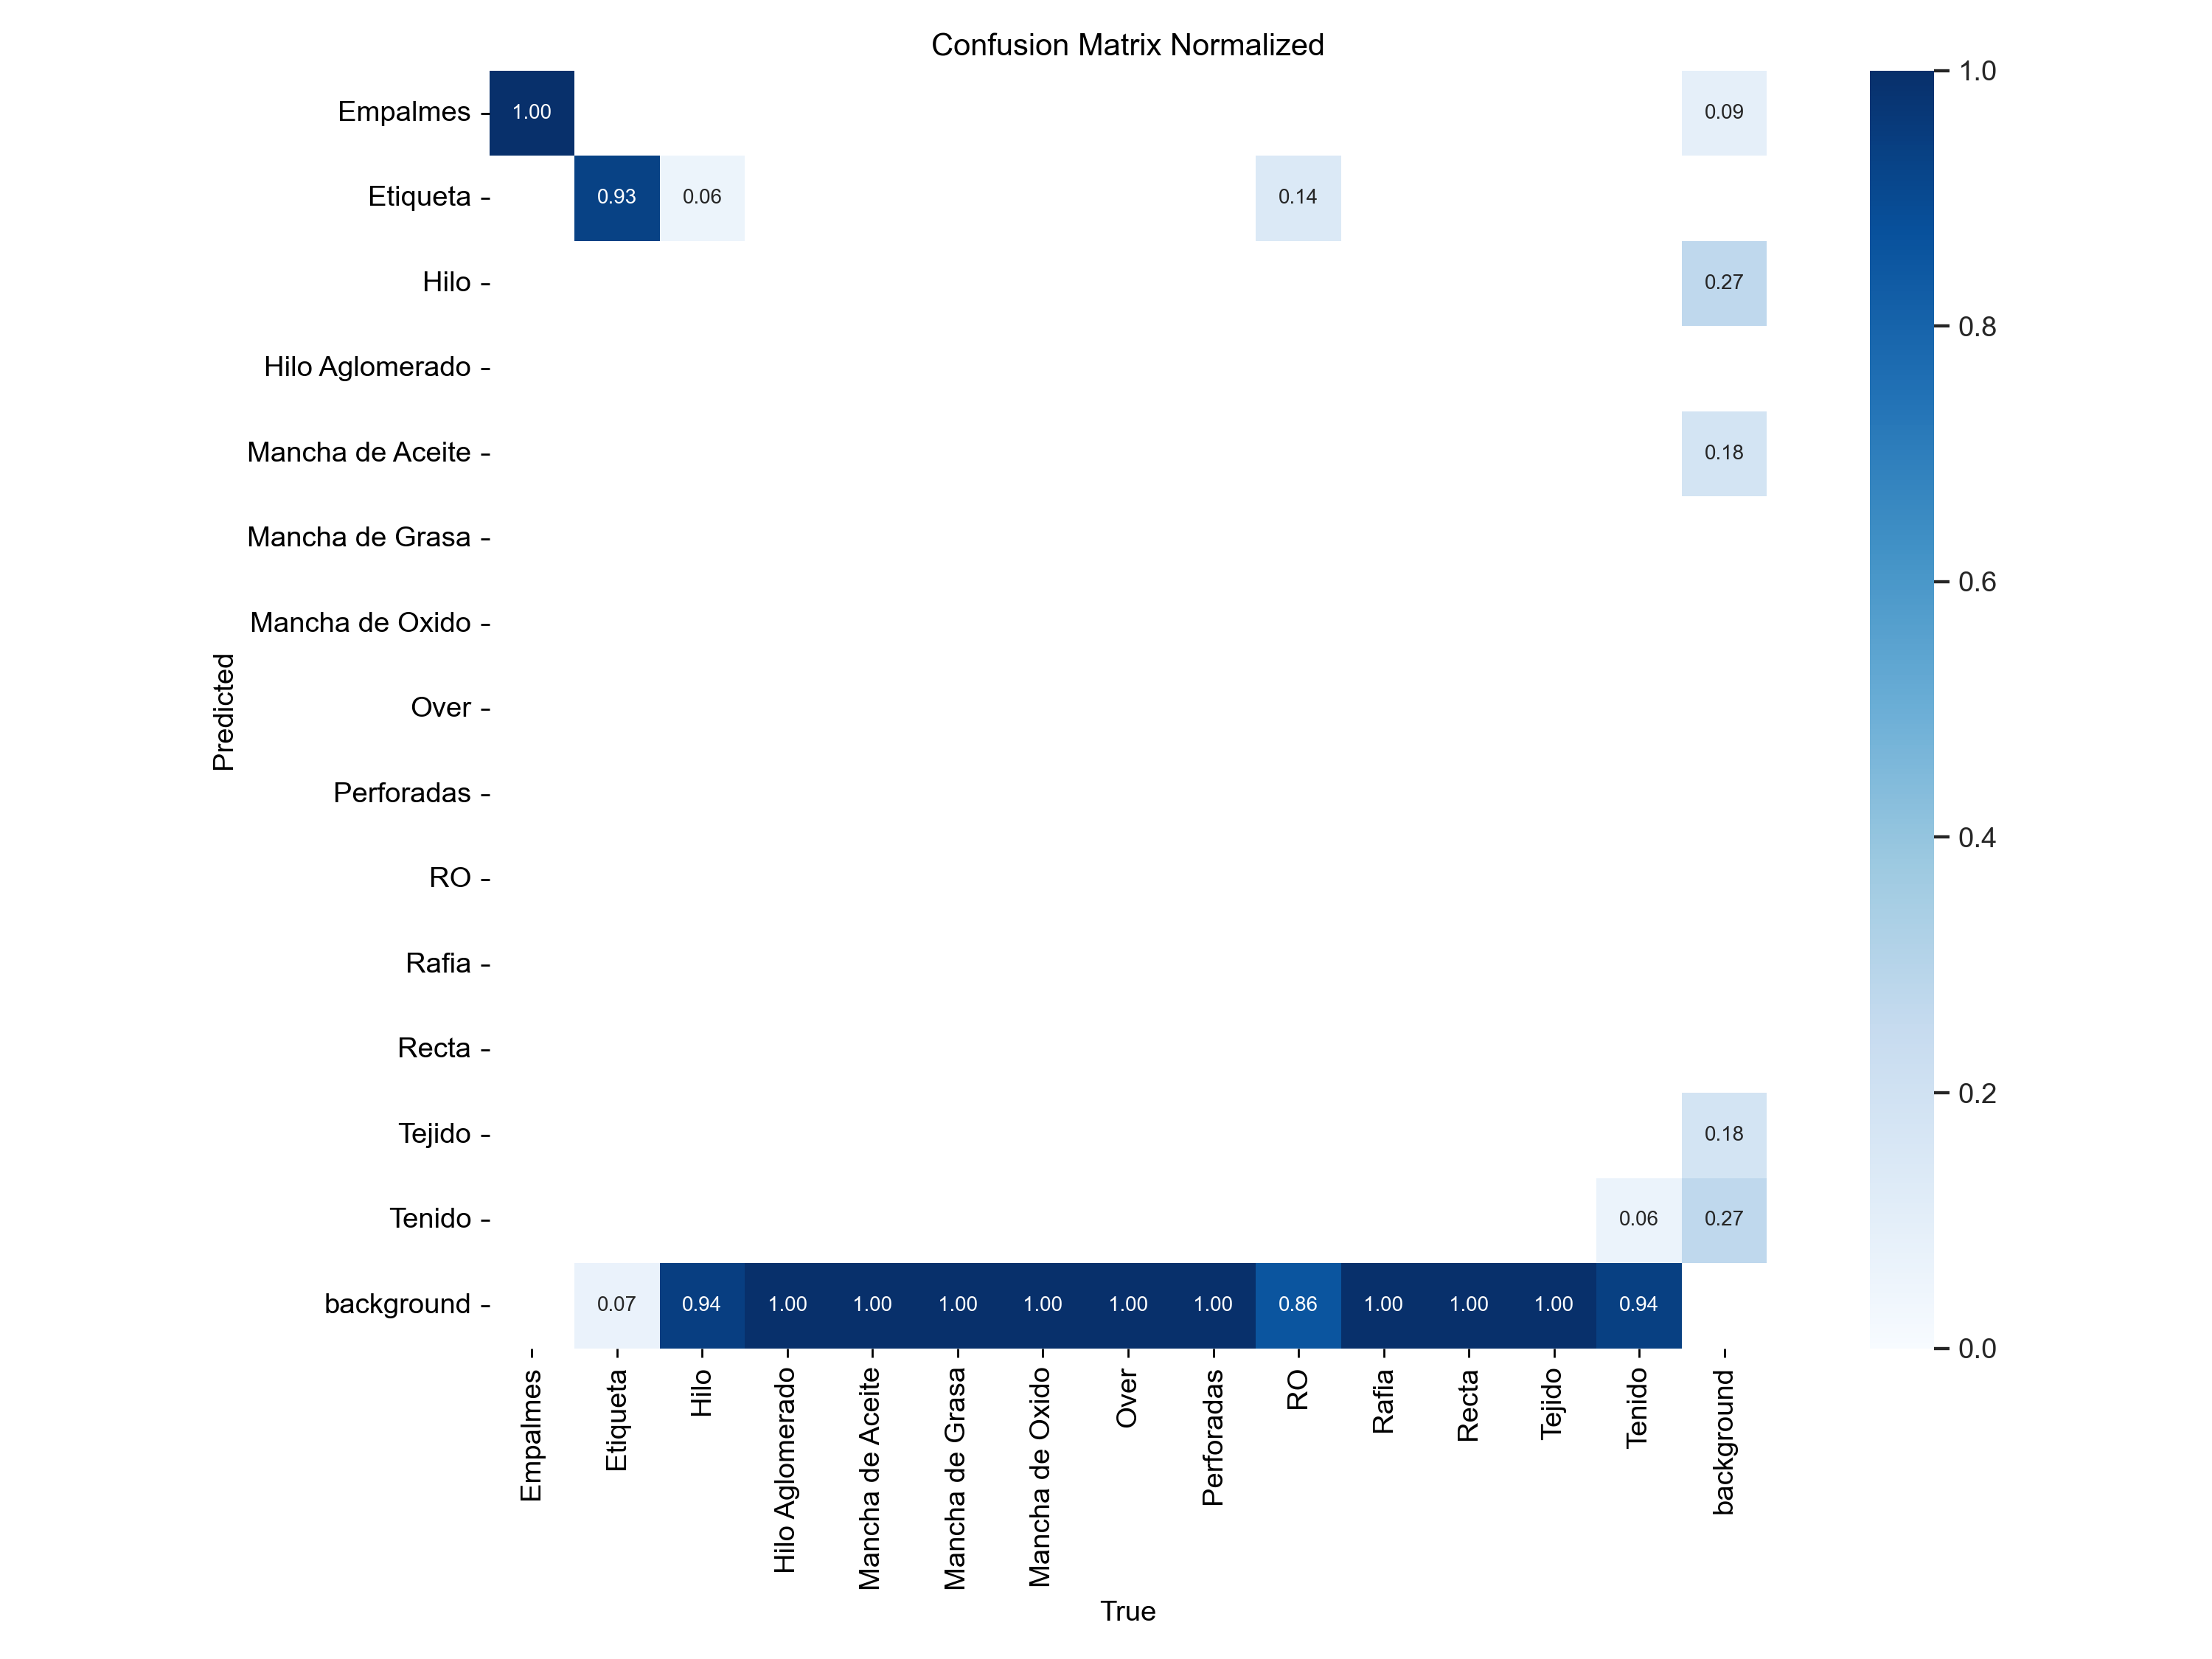 Confusion Matrix Normalized
Empalmes 1.00 0.09 1.0
Etiqueta 0.93 0.06 0.14
Hilo 0.27
0.8
Hilo Aglomerado
Mancha de Aceite 0.18
Mancha de Grasa
0.6
Mancha de Oxido
Predicted
Over
Perforadas
0.4
RO
Rafia
Recta
0.2
Tejido 0.18
Tenido 0.06 0.27
background 0.07 0.94 1.00 1.00 1.00 1.00 1.00 1.00 0.86 1.00 1.00 1.00 0.94
0.0
Empalmes
Etiqueta
Hilo
Hilo Aglomerado
Mancha de Aceite
Mancha de Grasa
Mancha de Oxido
Over
Perforadas
RO
Rafia
Recta
Tejido
Tenido
background
True